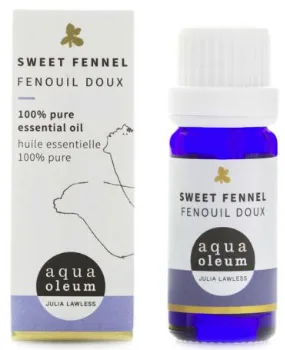 SWEET FENNEL
FENOUIL DOUX
100% pure
essential oil
huile essentielle
100% pure
aqua
oleum
JULIA LAWLESS
SWEET FENNEL
FENOUIL DOUX
aqua
oleum
JULIA LAWLESS